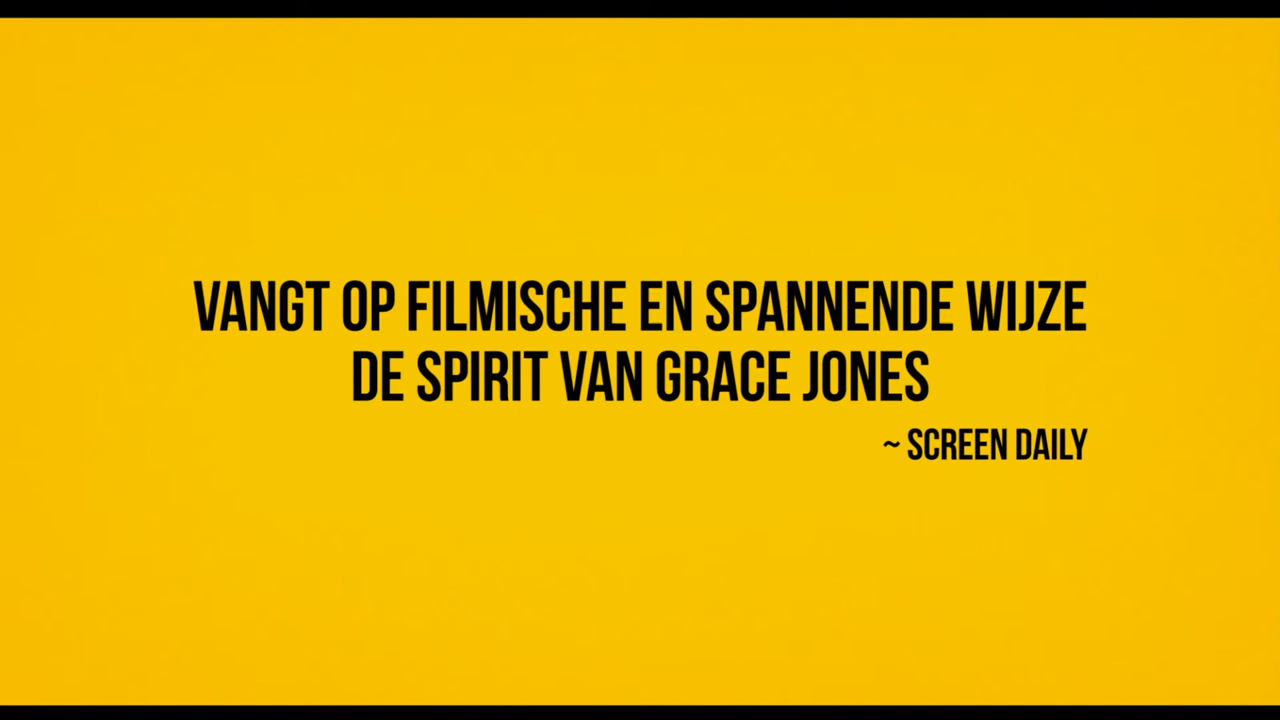 VANGT OP FILMISCHE EN SPANNENDE WIJZE
DE SPIRIT VAN GRACE JONES
~ SCREEN DAILY